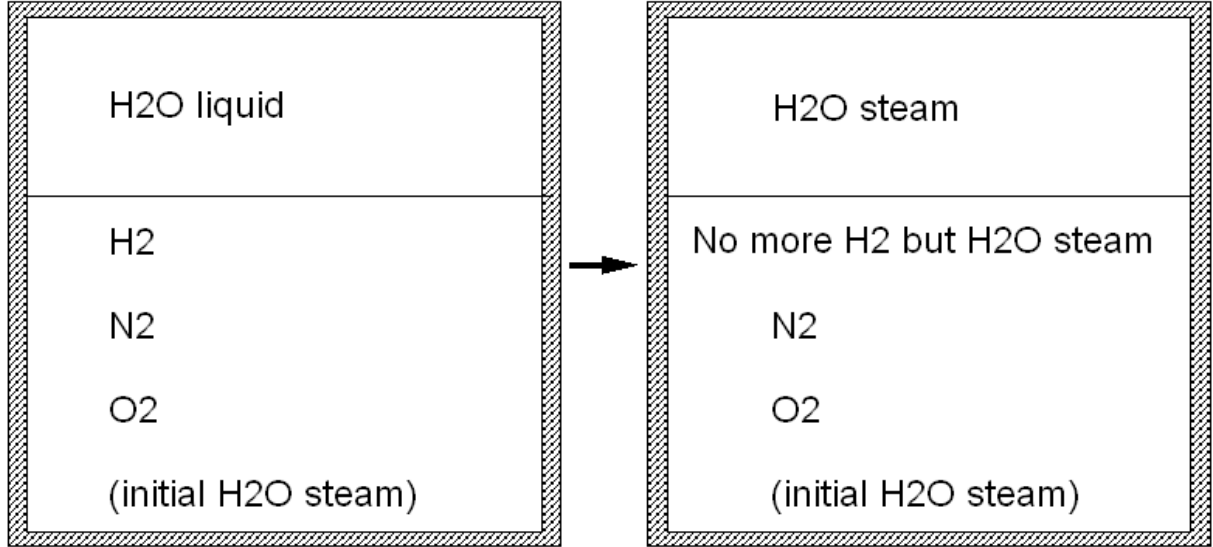 H2O liquid
H2
N2
O2
(initial H2O steam)
H2O steam
No more H2 but H2O steam
N2
O2
(initial H2O steam)